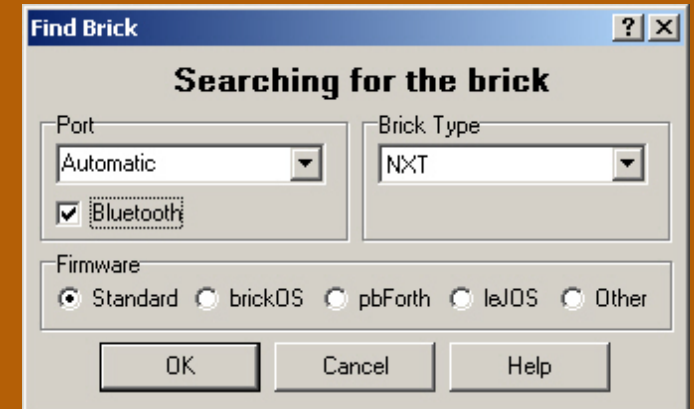 Find Brick
Searching for the brick
Port
Automatic
Bluetooth
Brick Type
NXT
Firmware
Standard brickOS pbForth leJOS Other
OK Cancel Help